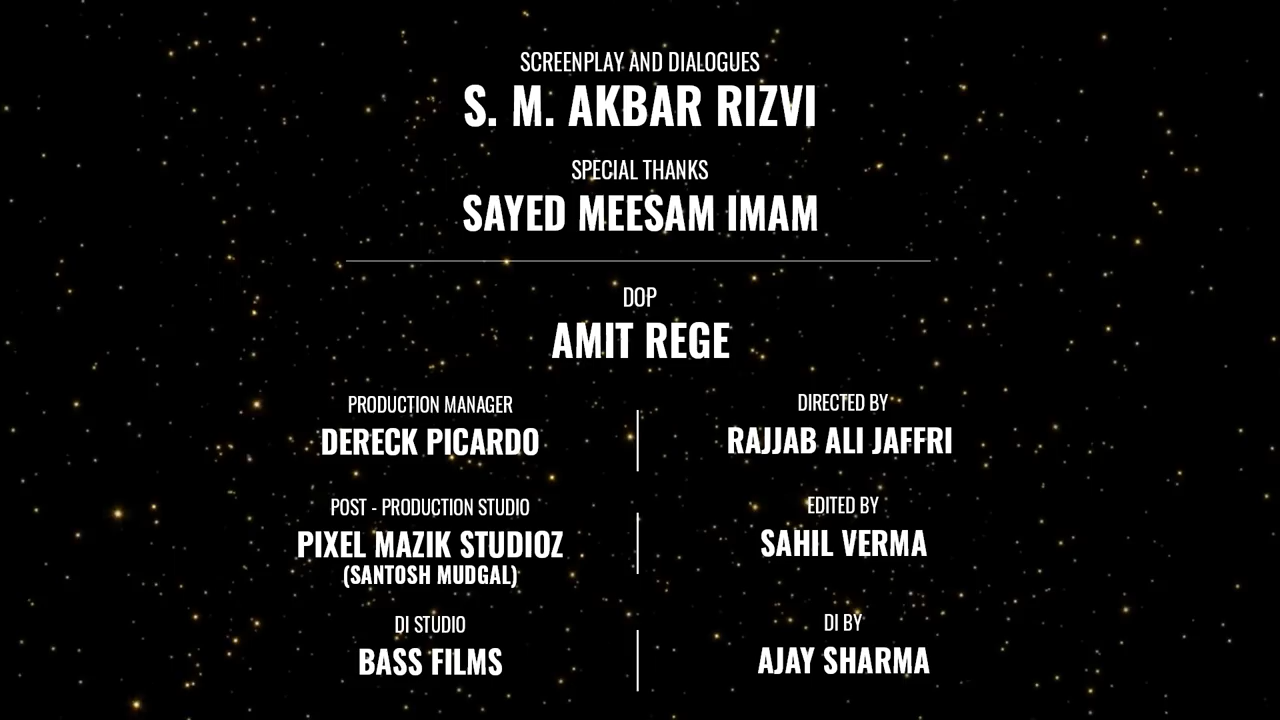 SCREENPLAY AND DIALOGUES
S. M. AKBAR RIZVI
SPECIAL THANKS
SAYED MEESAM IMAM
DOP
AMIT REGE
PRODUCTION MANAGER
DERECK PICARDO
DIRECTED BY
RAJJAB ALI JAFFRI
POST - PRODUCTION STUDIO
PIXEL MAZIK STUDIOZ
(SANTOSH MUDGAL)
EDITED BY
SAHIL VERMA
DI STUDIO
BASS FILMS
DI BY
AJAY SHARMA